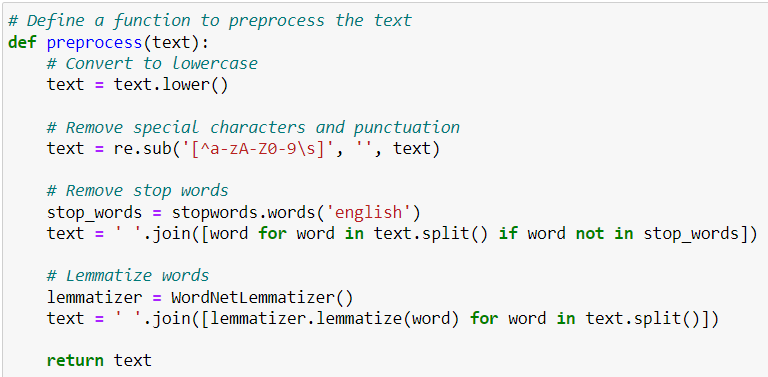 # Define a function to preprocess the text
def preprocess(text):
    # Convert to lowercase
    text = text.lower()

    # Remove special characters and punctuation
    text = re.sub('[^a-zA-Z0-9\s]', '', text)

    # Remove stop words
    stop_words = stopwords.words('english')
    text = ' '.join([word for word in text.split() if word not in stop_words])

    # Lemmatize words
    lemmatizer = WordNetLemmatizer()
    text = ' '.join([lemmatizer.lemmatize(word) for word in text.split()])

    return text